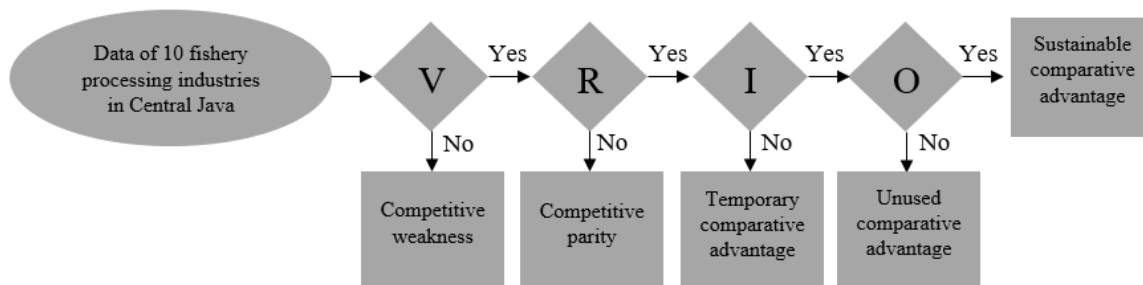 Data of 10 fishery
processing industries
in Central Java
V
Yes
R
Yes
I
Yes
O
Yes
Sustainable
comparative
advantage
No
No
No
No
Competitive
weakness
Competitive
parity
Temporary
comparative
advantage
Unused
comparative
advantage